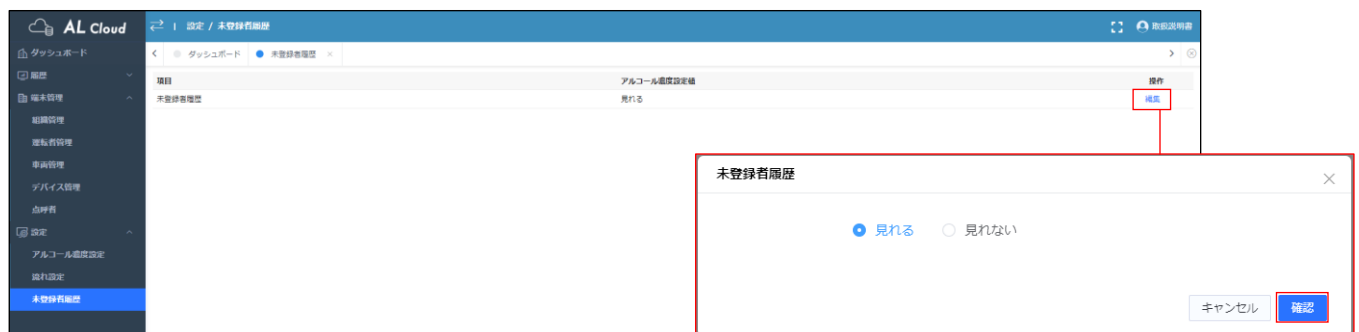 AL Cloud
設定 / 未登録者履歴
取扱説明書
ダッシュボード
ダッシュボード
未登録者履歴
履歴
端末管理
組織管理
運転者管理
車両管理
デバイス管理
点呼者
設定
アルコール濃度設定
流れ設定
未登録者履歴
項目
アルコール濃度設定値
操作
未登録者履歴
見れる
編集
未登録者履歴
見れる
見れない
キャンセル
確認